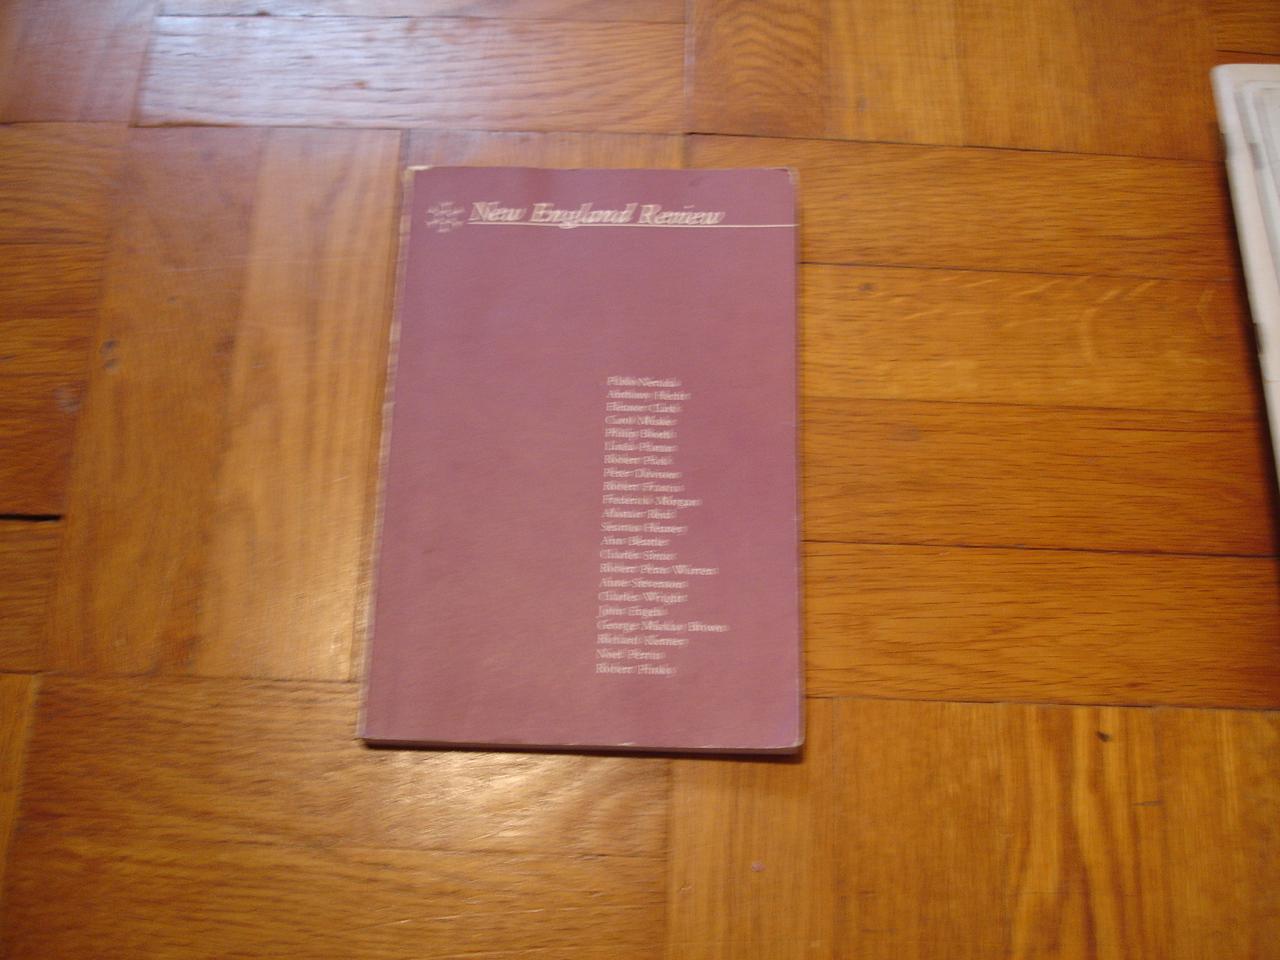 New England Review
Pablo Neruda
Anthony Hecht
Eleanor Clark
Carol Muske
Philip Booth
Linda Pastan
Robert Pack
Peter Davison
Robert Francis
Frederick Morgan
Alastair Reid
Seamus Heaney
Ann Beattie
Charles Simic
Robert Penn Warren
Anne Stevenson
Charles Wright
John Engels
George Mackay Brown
Richard Kenney
Noel Perrin
Robert Pinsky